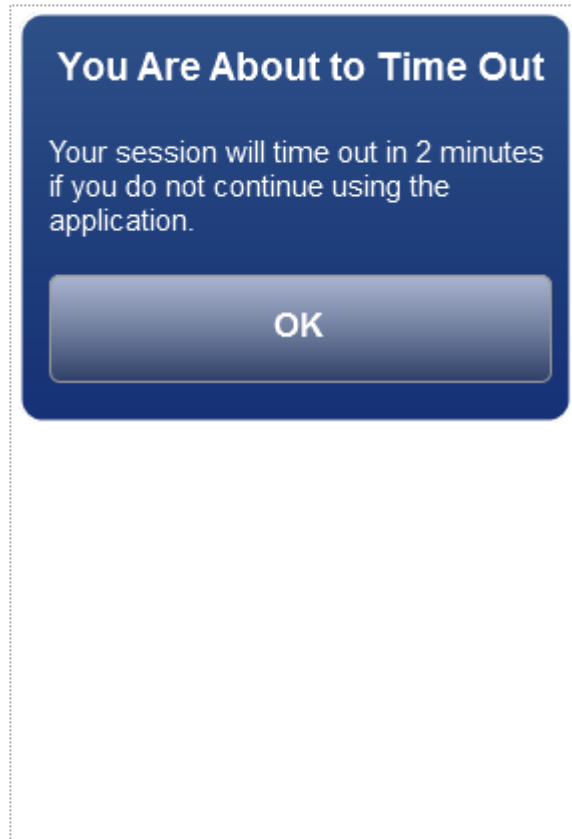 You Are About to Time Out
Your session will time out in 2 minutes
if you do not continue using the
application.
OK